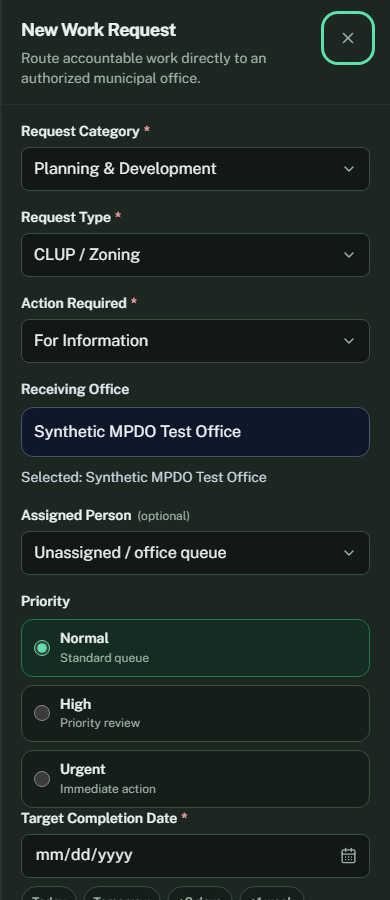 New Work Request
Route accountable work directly to an
authorized municipal office.
Request Category *
Planning & Development
Request Type *
CLUP / Zoning
Action Required *
For Information
Receiving Office
Synthetic MPDO Test Office
Selected: Synthetic MPDO Test Office
Assigned Person (optional)
Unassigned / office queue
Priority
Normal
Standard queue
High
Priority review
Urgent
Immediate action
Target Completion Date *
mm/dd/yyyy